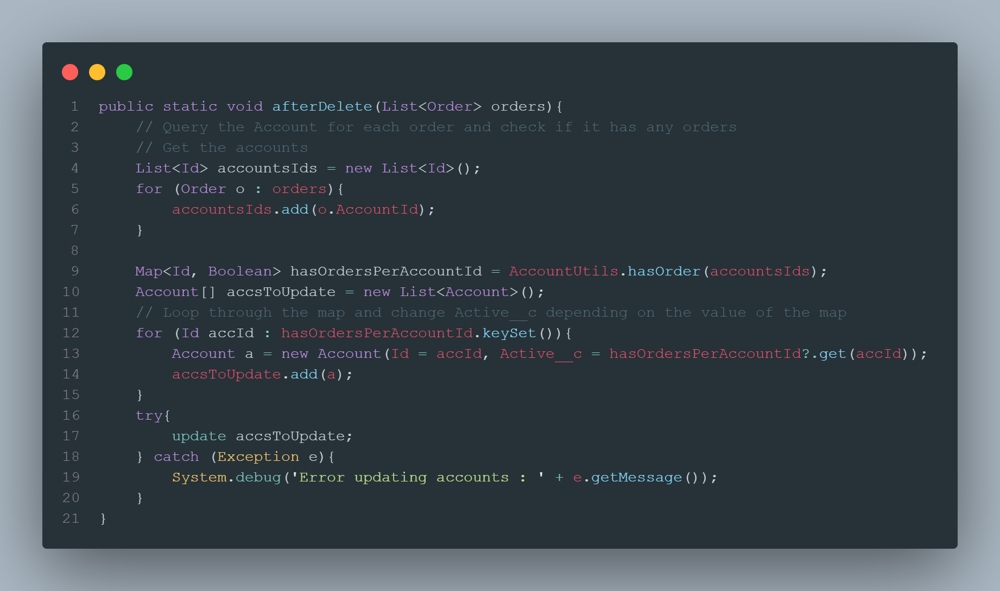 1 public static void afterDelete(List<Order> orders){
2     // Query the Account for each order and check if it has any orders
3     // Get the accounts
4     List<Id> accountsIds = new List<Id>();
5     for (Order o : orders){
6         accountsIds.add(o.AccountId);
7     }
8
9     Map<Id, Boolean> hasOrdersPerAccountId = AccountUtils.hasOrder(accountsIds);
10     Account[] accsToUpdate = new List<Account>();
11     // Loop through the map and change Active__c depending on the value of the map
12     for (Id accId : hasOrdersPerAccountId.keySet()){
13         Account a = new Account(Id = accId, Active__c = hasOrdersPerAccountId?.get(accId));
14         accsToUpdate.add(a);
15     }
16     try{
17         update accsToUpdate;
18     } catch (Exception e){
19         System.debug('Error updating accounts : ' + e.getMessage());
20     }
21 }